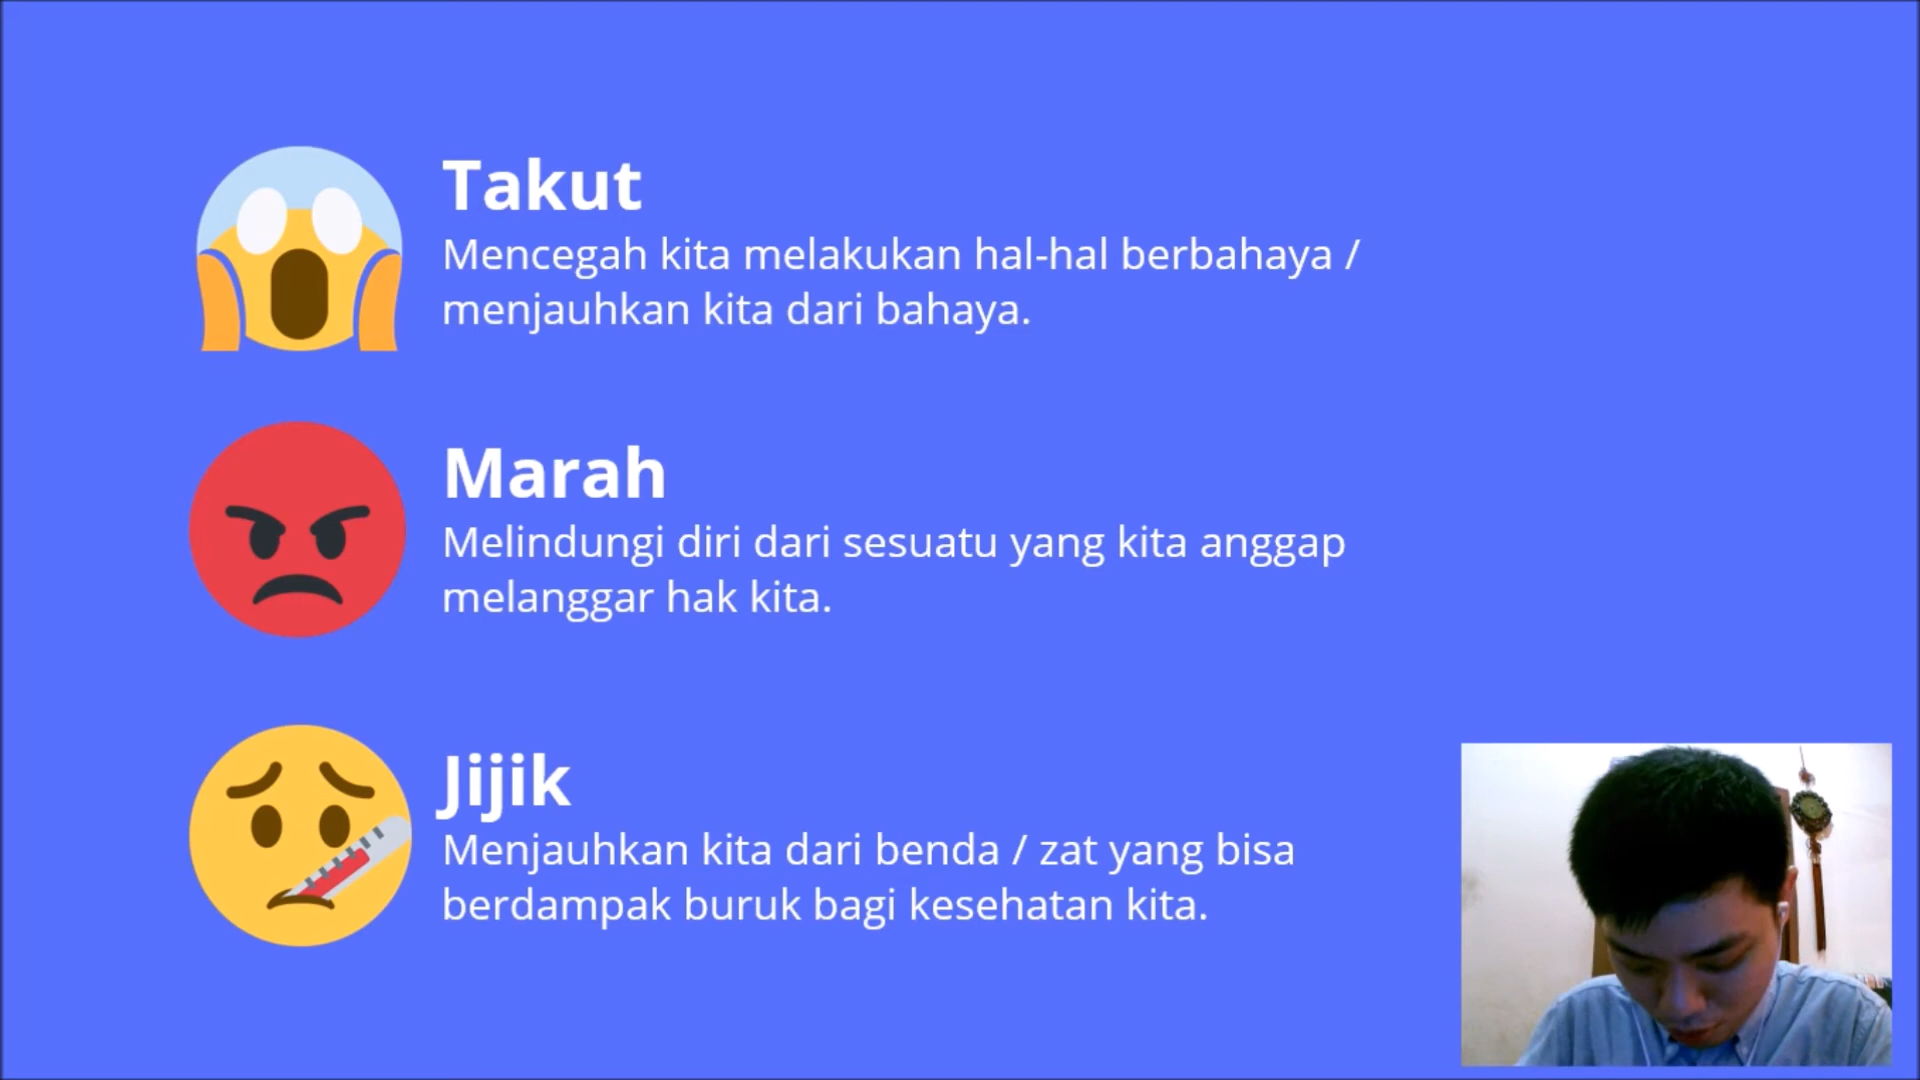 Takut
Mencegah kita melakukan hal-hal berbahaya /
menjauhkan kita dari bahaya.
Marah
Melindungi diri dari sesuatu yang kita anggap
melanggar hak kita.
Jijik
Menjauhkan kita dari benda / zat yang bisa
berdampak buruk bagi kesehatan kita.